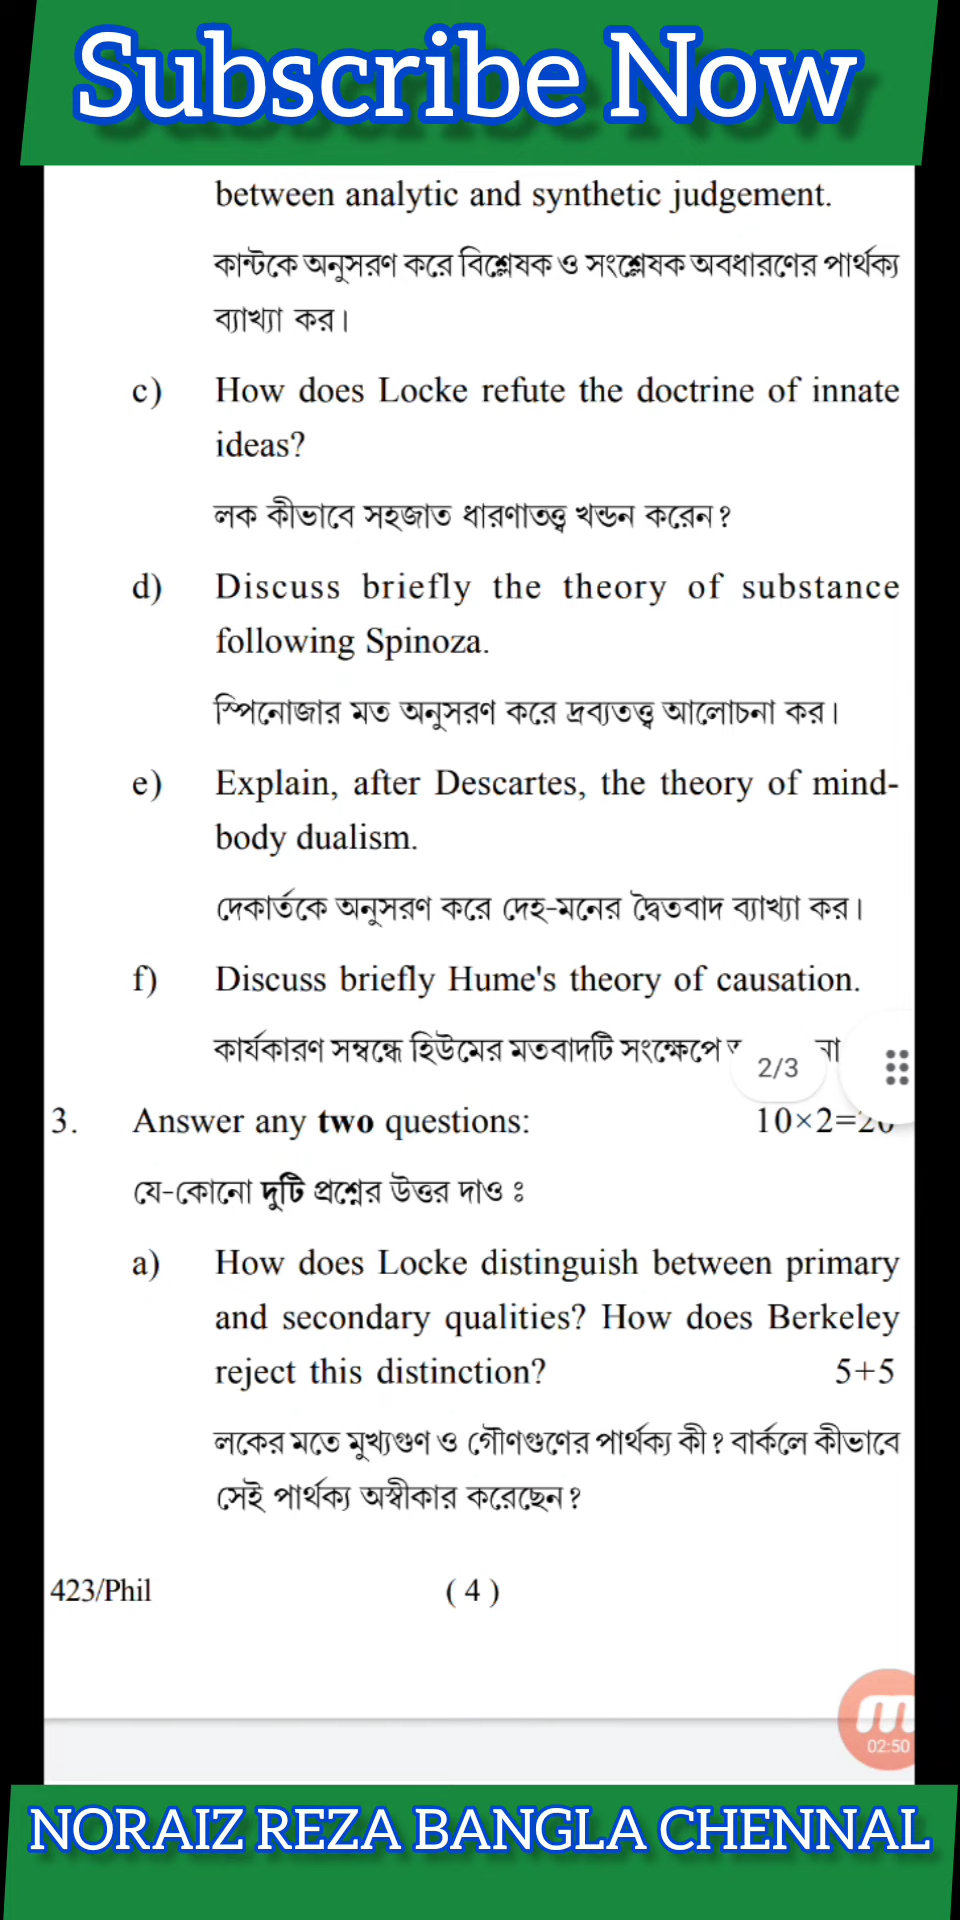 Subscribe Now
between analytic and synthetic judgement.
কান্টকে অনুসরণ করে বিশ্লেষক ও সংশ্লেষক অবধারণের পার্থক্য
ব্যাখ্যা কর।
c) How does Locke refute the doctrine of innate
ideas?
লক কীভাবে সহজাত ধারণাতত্ত্ব খন্ডন করেন?
d) Discuss briefly the theory of substance
following Spinoza.
স্পিনোজার মত অনুসরণ করে দ্রব্যতত্ত্ব আলোচনা কর।
e) Explain, after Descartes, the theory of mind-
body dualism.
দেকার্তকে অনুসরণ করে দেহ-মনের দ্বৈতবাদ ব্যাখ্যা কর।
f) Discuss briefly Hume's theory of causation.
কার্যকারণ সম্বন্ধে হিউমের মতবাদটি সংক্ষেপে
2/3
3. Answer any two questions: 10×2=20
যে-কোনো দুটি প্রশ্নের উত্তর দাও ঃ
a) How does Locke distinguish between primary
and secondary qualities? How does Berkeley
reject this distinction? 5+5
লকের মতে মুখ্যগুণ ও গৌণগুণের পার্থক্য কী? বার্কলে কীভাবে
সেই পার্থক্য অস্বীকার করেছেন?
423/Phil (4)
02:50
NORAIZ REZA BANGLA CHENNAL